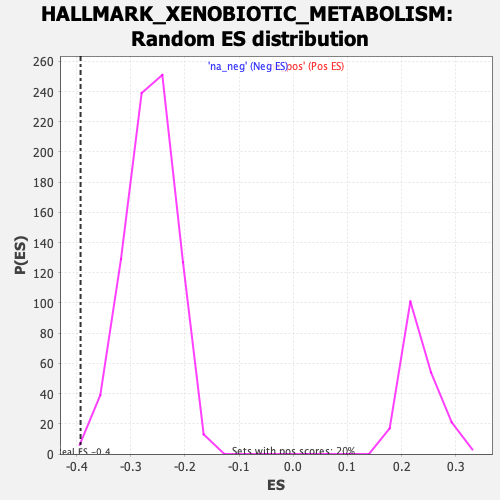 HALLMARK_XENOBIOTIC_METABOLISM:
Random ES distribution
'na_neg' (Neg ES)
pos' (Pos ES)
P(ES)
260
240
220
200
180
160
140
120
100
80
60
40
20
0
eal ES -0.4
Sets with pos scores: 20%
-0.4 -0.3 -0.2 -0.1 0.0 0.1 0.2 0.3
ES